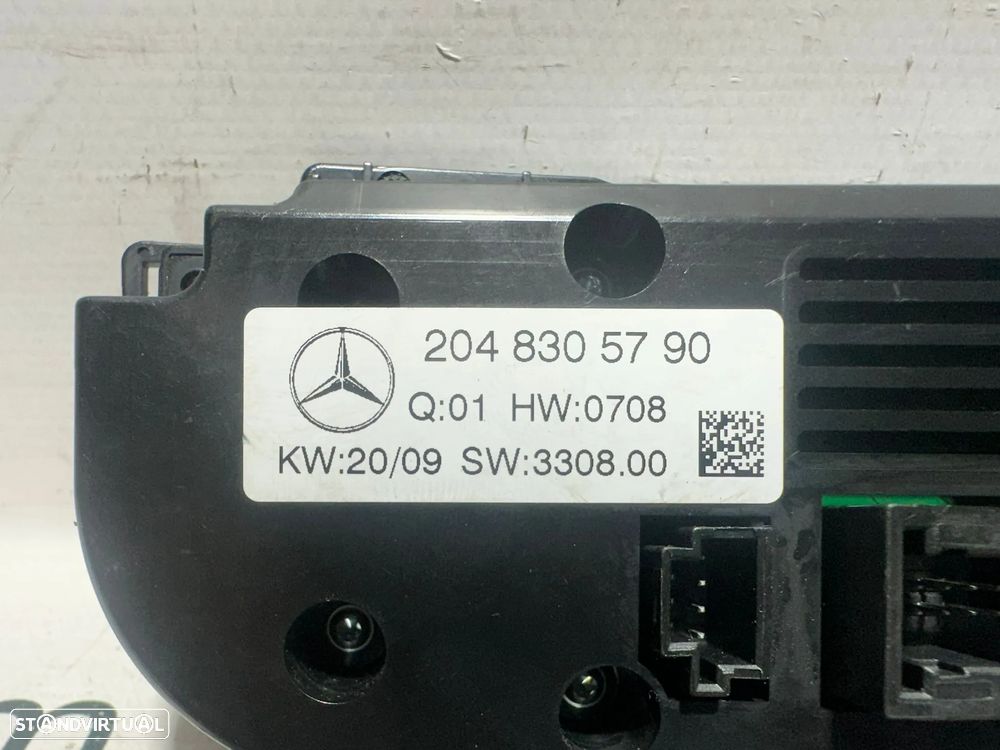 204 830 57 90
Q:01 HW:0708
KW:20/09 SW:3308.00
STANDVIRTUAL